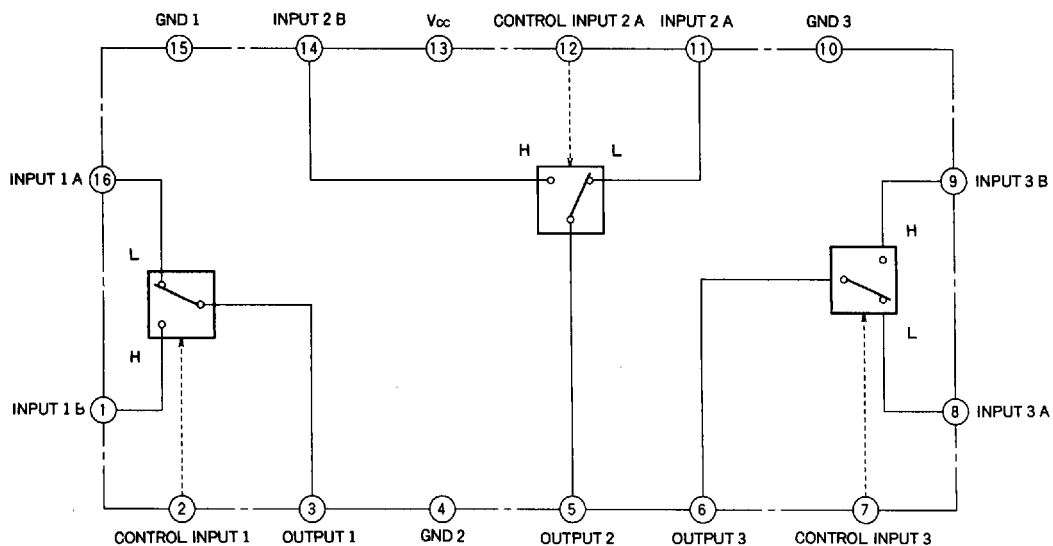 GND 1 INPUT 2 B Vcc CONTROL INPUT 2 A INPUT 2 A GND 3
15 14 13 12 11 10
H L
INPUT 1 A 16
9 INPUT 3 B
L
H
H
L
INPUT 1 B 1
8 INPUT 3 A
2 3 4 5 6 7
CONTROL INPUT 1 OUTPUT 1 GND 2 OUTPUT 2 OUTPUT 3 CONTROL INPUT 3